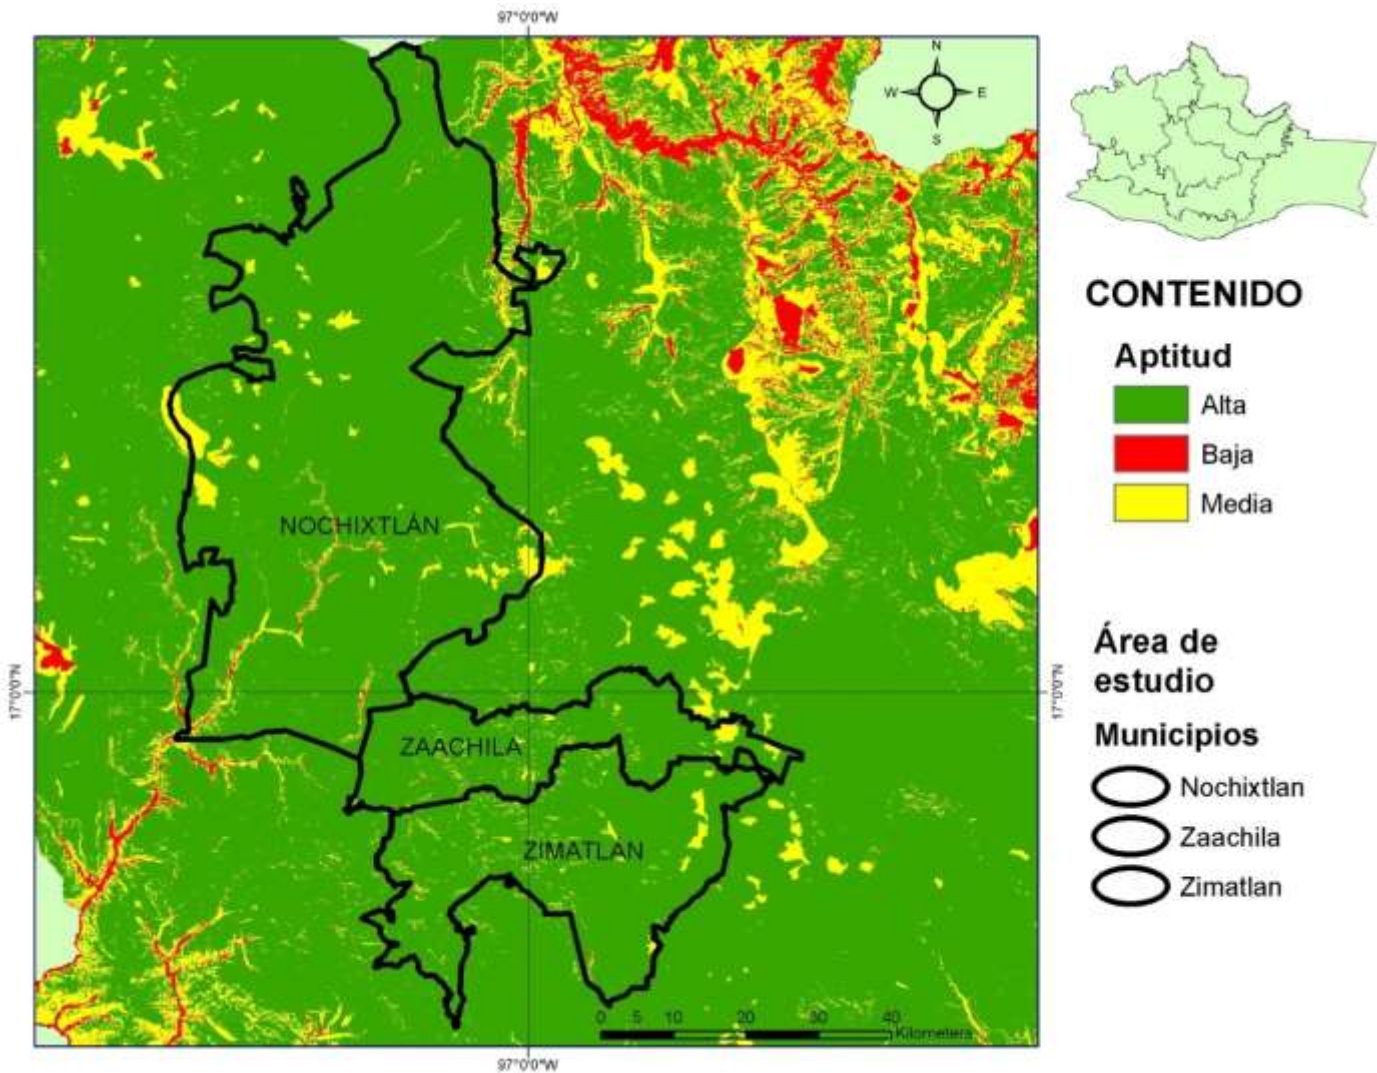 97°0'0"W
N
W E
S
CONTENIDO
Aptitud
Alta
Baja
Media
NOCHIXTLÁN
Área de
estudio
17°0'0"N
17°0'0"N
Municipios
ZAACHILA
Nochixtlan
Zaachila
ZIMATLAN
Zimatlan
0 5 10 20 30 40
Kilometers
97°0'0"W